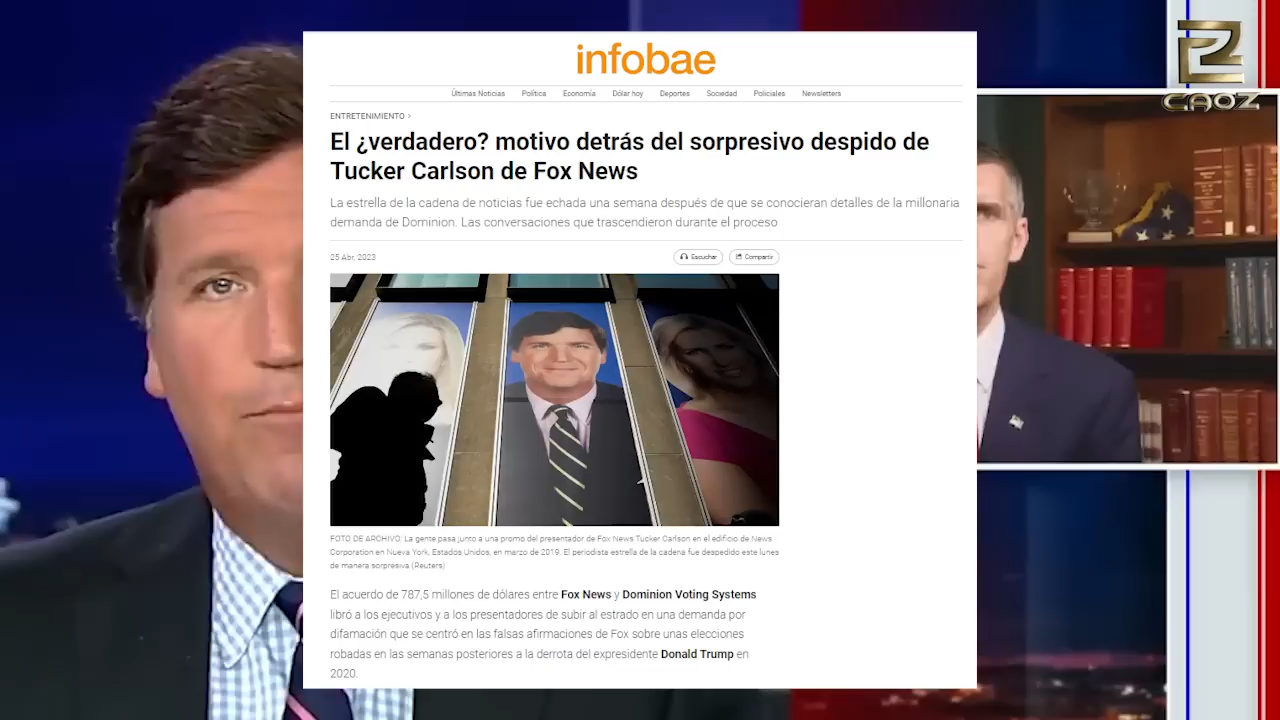 infobae
Últimas Noticias Política Economía Dólar hoy Deportes Sociedad Policiales Newsletters
ENTRETENIMIENTO >
El ¿verdadero? motivo detrás del sorpresivo despido de
Tucker Carlson de Fox News
La estrella de la cadena de noticias fue echada una semana después de que se conocieran detalles de la millonaria
demanda de Dominion. Las conversaciones que trascendieron durante el proceso
25 Abr, 2023
Escuchar Compartir
FOTO DE ARCHIVO: La gente pasa junto a una promo del presentador de Fox News Tucker Carlson en el edificio de News
Corporation en Nueva York, Estados Unidos, en marzo de 2019. El periodista estrella de la cadena fue despedido este lunes
de manera sorpresiva (Reuters)
El acuerdo de 787,5 millones de dólares entre Fox News y Dominion Voting Systems
libró a los ejecutivos y a los presentadores de subir al estrado en una demanda por
difamación que se centró en las falsas afirmaciones de Fox sobre unas elecciones
robadas en las semanas posteriores a la derrota del expresidente Donald Trump en
2020.
CAOZ